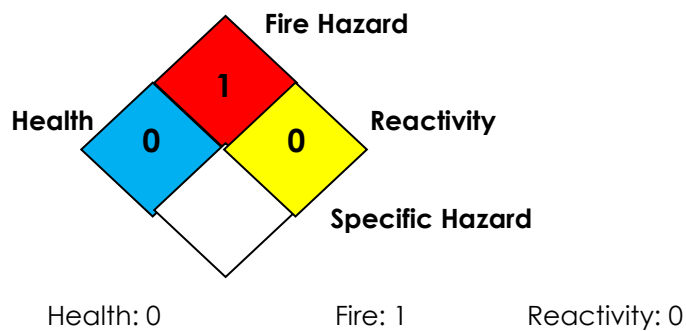 Fire Hazard
1
Health 0 0 Reactivity
Specific Hazard
Health: 0 Fire: 1 Reactivity: 0